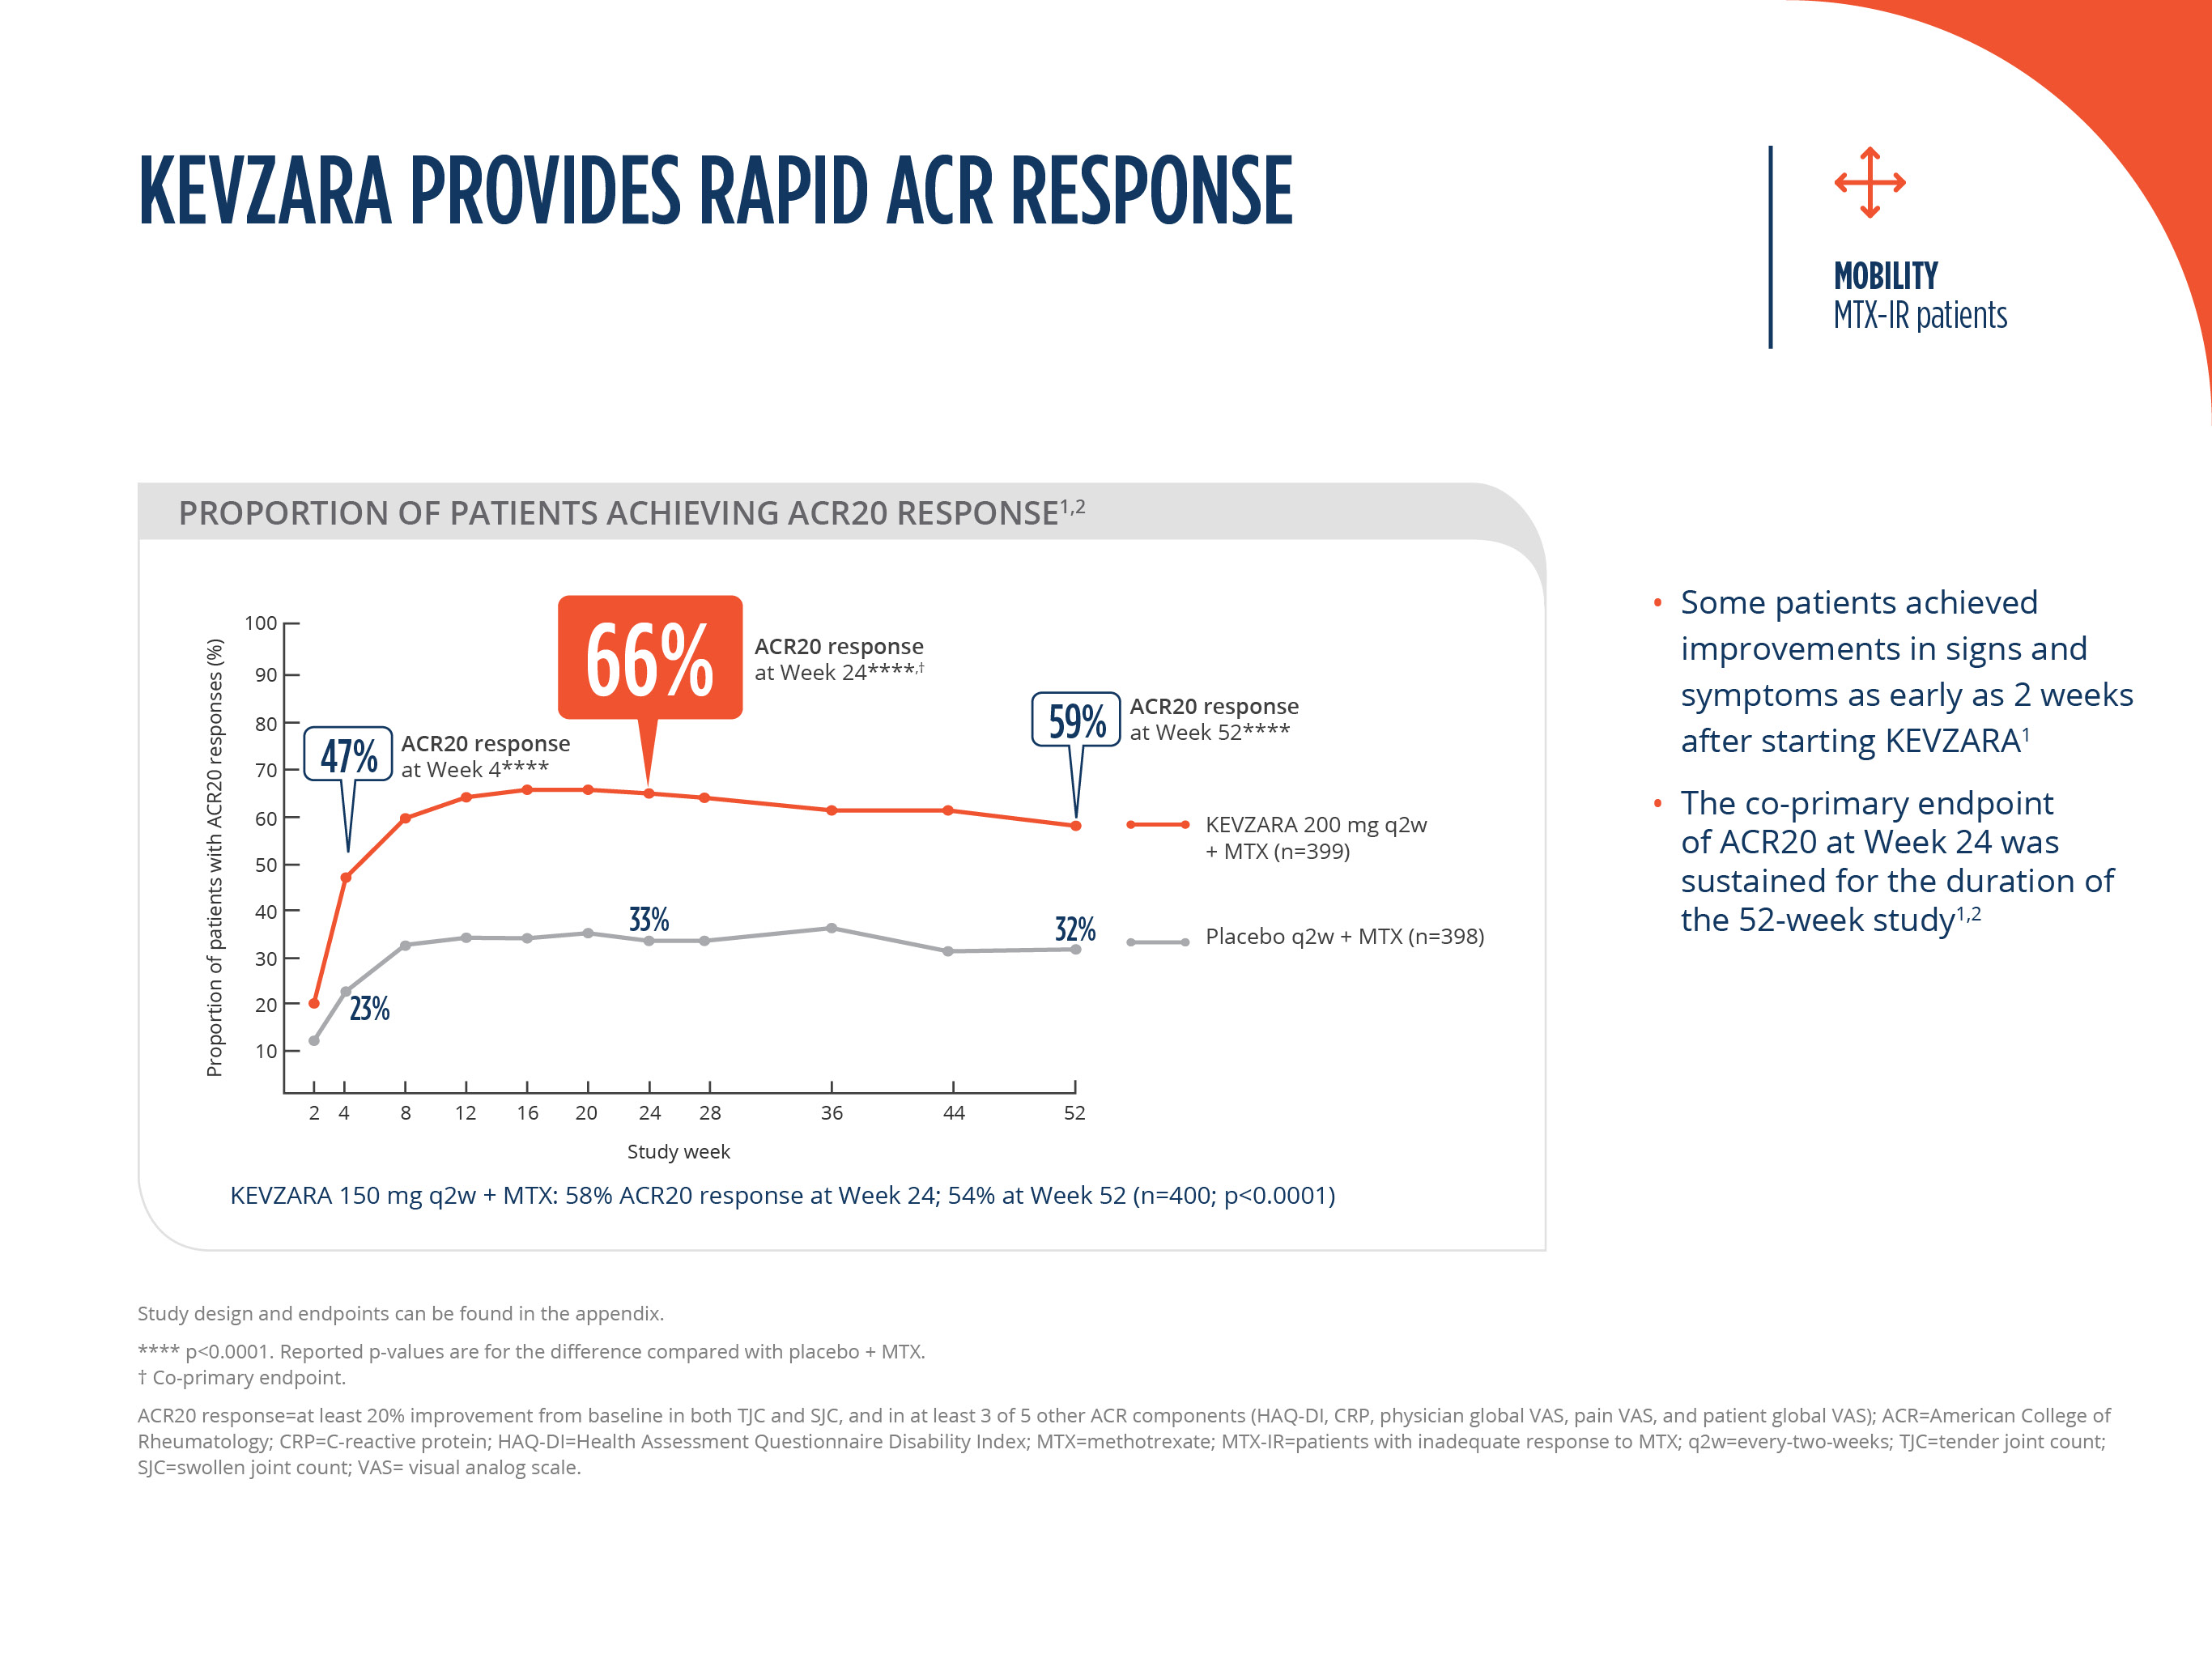 KEVZARA PROVIDES RAPID ACR RESPONSE
MOBILITY
MTX-IR patients
PROPORTION OF PATIENTS ACHIEVING ACR20 RESPONSE1,2
Proportion of patients with ACR20 responses (%)
100
90
80
70
60
50
40
30
20
10
47%
ACR20 response
at Week 4****
66%
ACR20 response
at Week 24****,†
59%
ACR20 response
at Week 52****
23%
33%
32%
KEVZARA 200 mg q2w
+ MTX (n=399)
Placebo q2w + MTX (n=398)
2 4 8 12 16 20 24 28 36 44 52
Study week
KEVZARA 150 mg q2w + MTX: 58% ACR20 response at Week 24; 54% at Week 52 (n=400; p<0.0001)
• Some patients achieved
improvements in signs and
symptoms as early as 2 weeks
after starting KEVZARA1
• The co-primary endpoint
of ACR20 at Week 24 was
sustained for the duration of
the 52-week study1,2
Study design and endpoints can be found in the appendix.
**** p<0.0001. Reported p-values are for the difference compared with placebo + MTX.
† Co-primary endpoint.
ACR20 response=at least 20% improvement from baseline in both TJC and SJC, and in at least 3 of 5 other ACR components (HAQ-DI, CRP, physician global VAS, pain VAS, and patient global VAS); ACR=American College of
Rheumatology; CRP=C-reactive protein; HAQ-DI=Health Assessment Questionnaire Disability Index; MTX=methotrexate; MTX-IR=patients with inadequate response to MTX; q2w=every-two-weeks; TJC=tender joint count;
SJC=swollen joint count; VAS= visual analog scale.